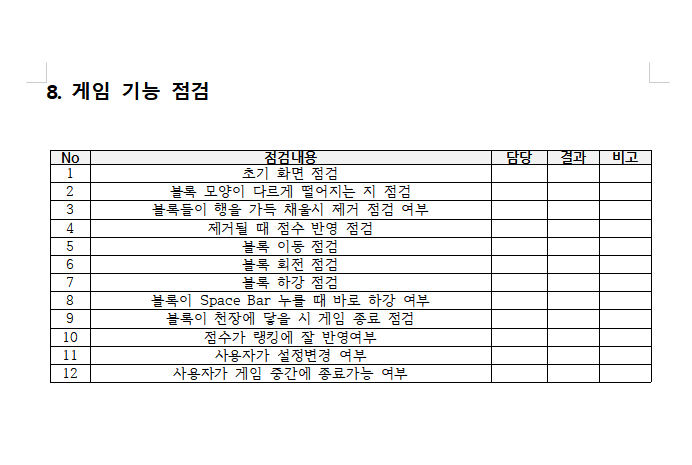 8. 게임 기능 점검
No 점검내용 담당 결과 비고
1 초기 화면 점검
2 블록 모양이 다르게 떨어지는 지 점검
3 블록들이 행을 가득 채울시 제거 점검 여부
4 제거될 때 점수 반영 점검
5 블록 이동 점검
6 블록 회전 점검
7 블록 하강 점검
8 블록이 Space Bar 누를 때 바로 하강 여부
9 블록이 천장에 닿을 시 게임 종료 점검
10 점수가 랭킹에 잘 반영여부
11 사용자가 설정변경 여부
12 사용자가 게임 중간에 종료가능 여부